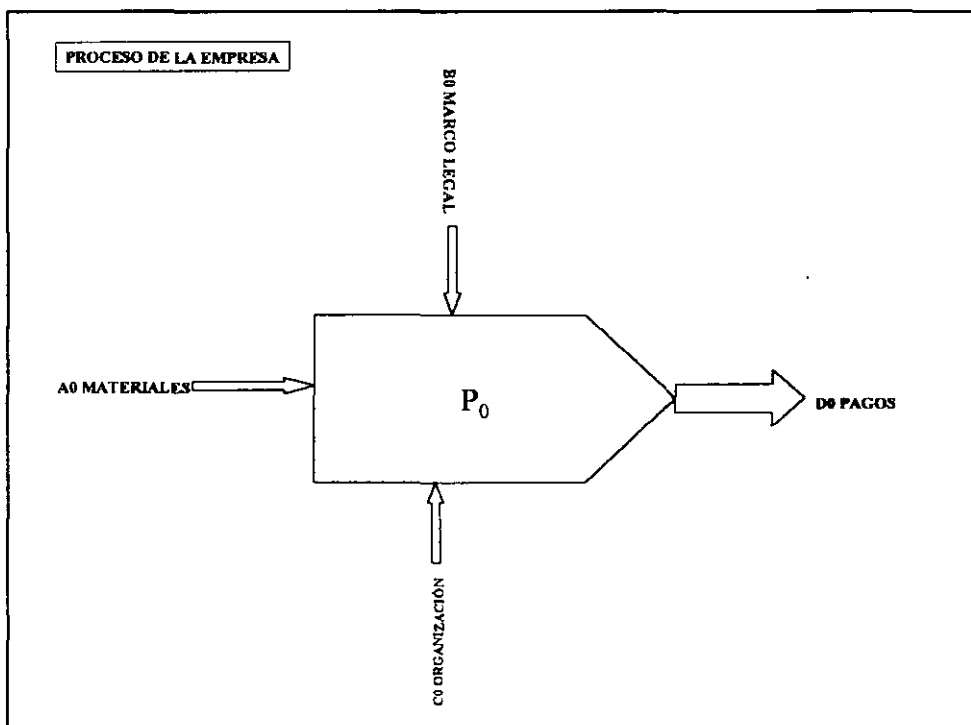 PROCESO DE LA EMPRESA
B0 MARCO LEGAL
A0 MATERIALES
P₀
D0 PAGOS
C0 ORGANIZACIÓN